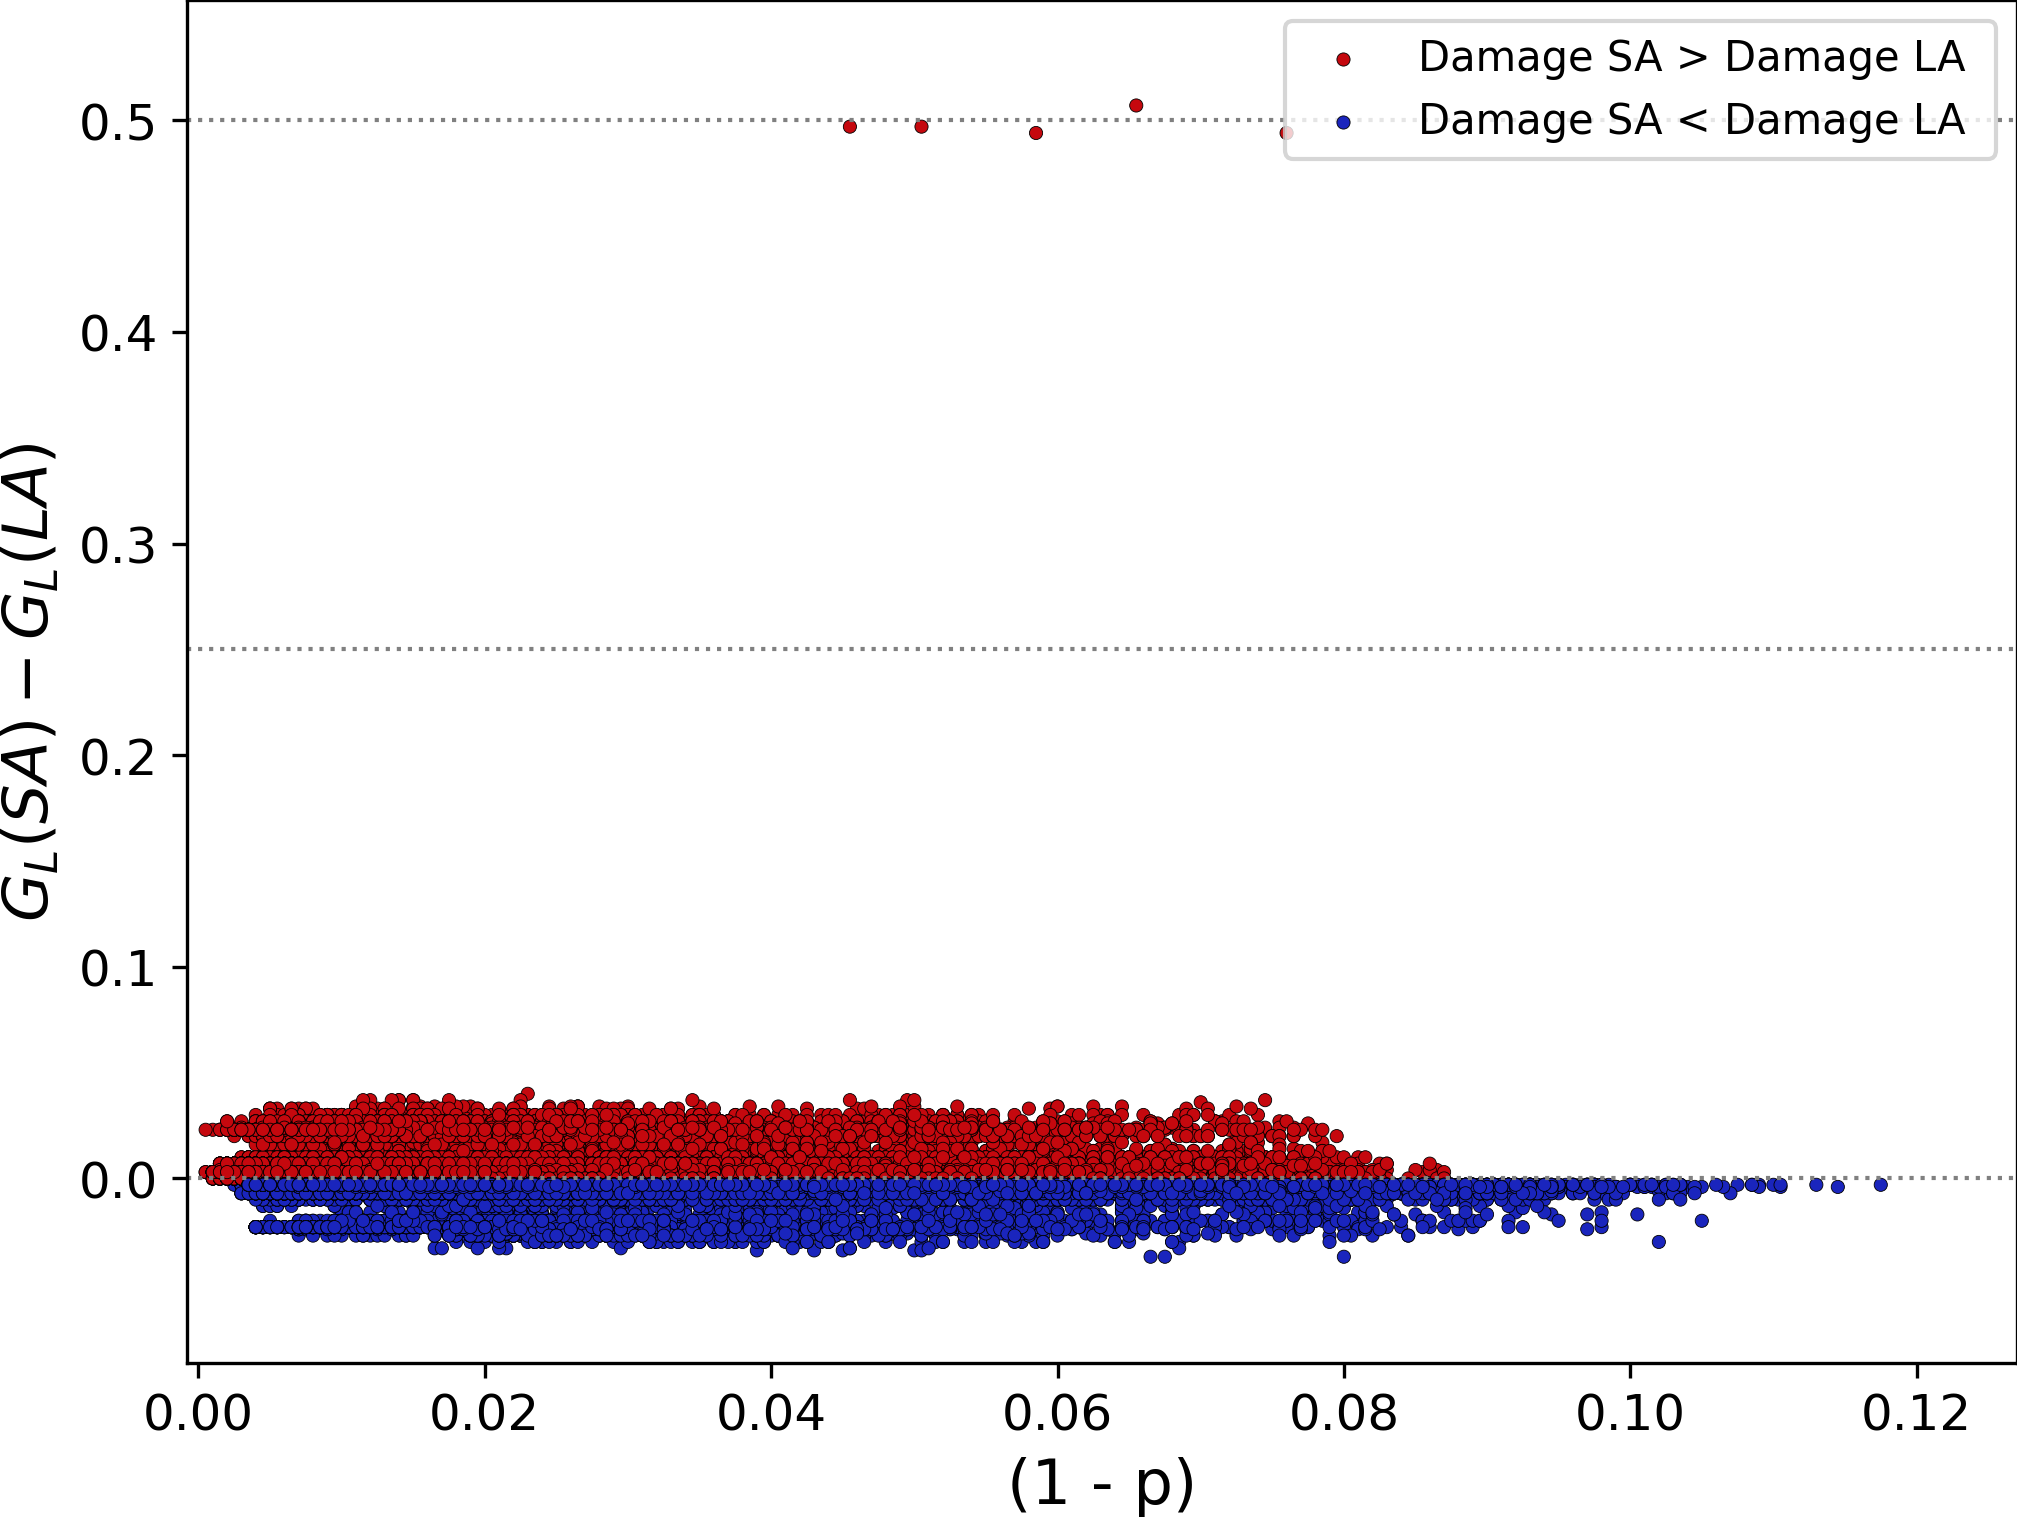 Damage SA > Damage LA
Damage SA < Damage LA
0.5
0.4
0.3
0.2
0.1
0.0
G_L(SA) − G_L(LA)
0.00 0.02 0.04 0.06 0.08 0.10 0.12
(1 - p)